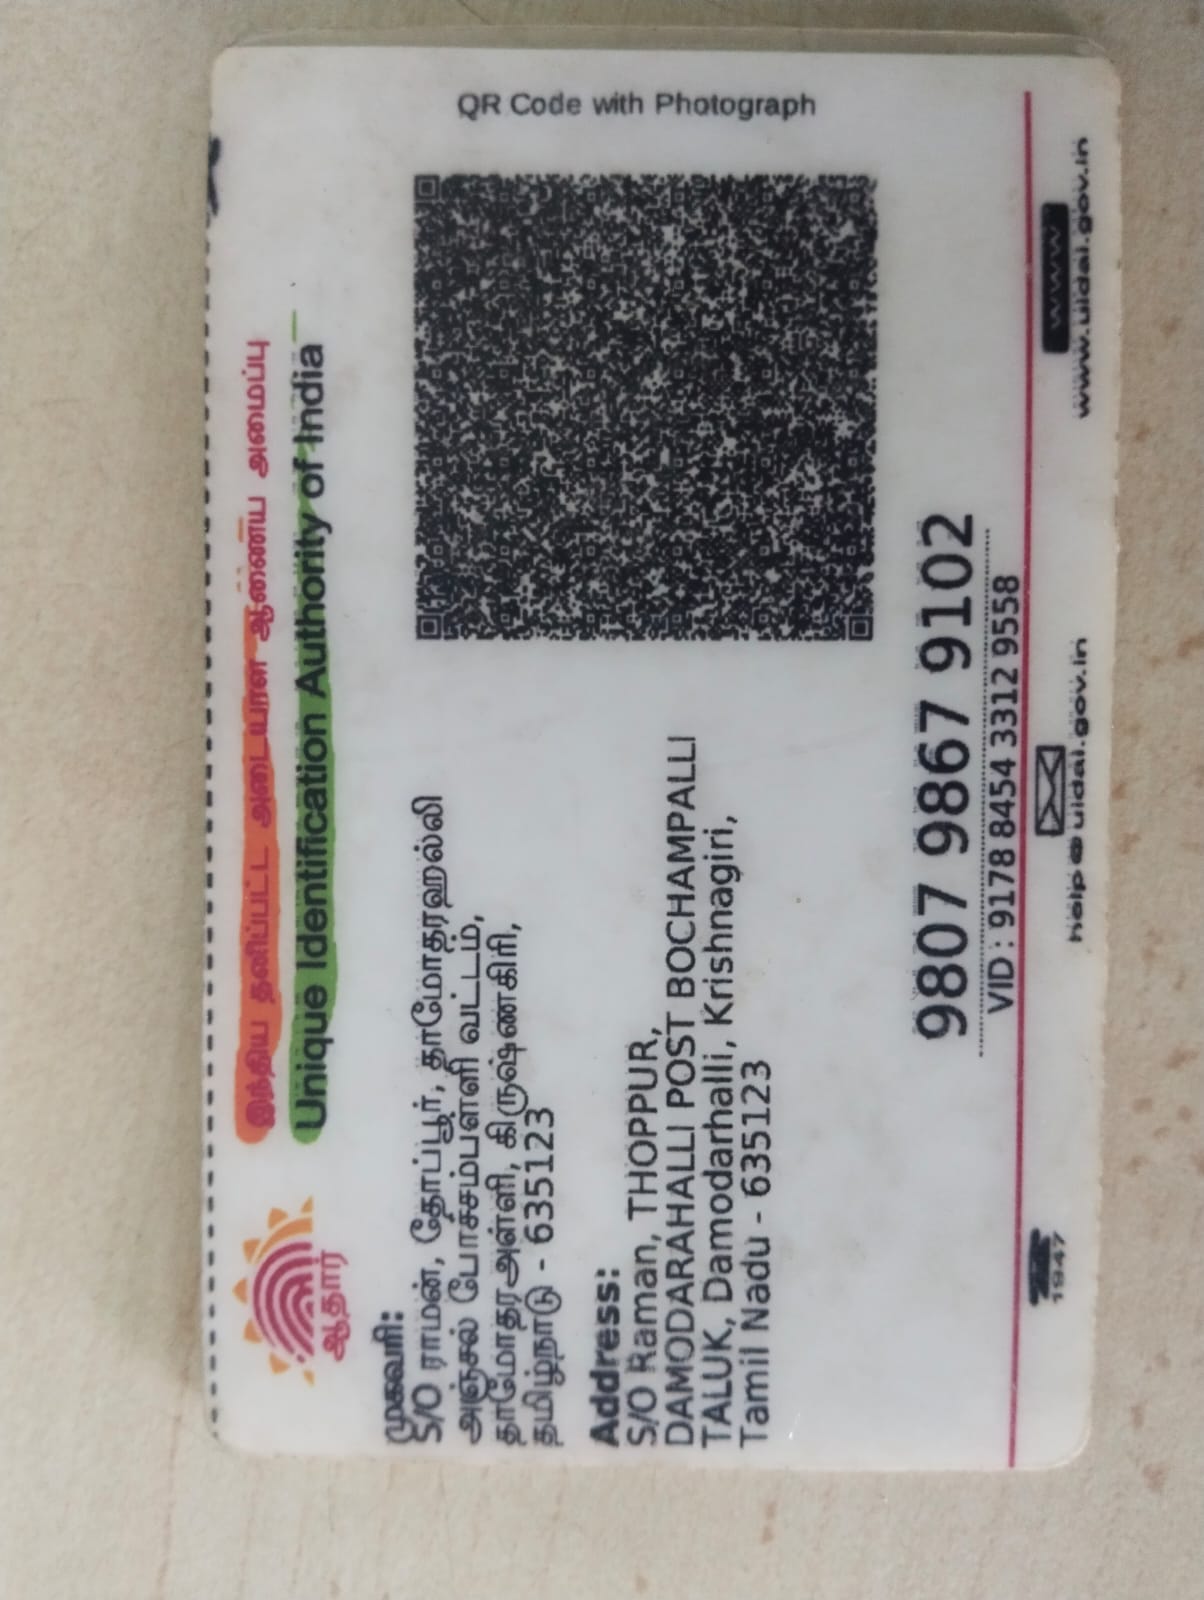 இந்திய தனிப்பட்ட அடையாள ஆணைய அமைப்பு
Unique Identification Authority of India
ஆதார்
முகவரி:
S/O ராமன், தோப்பூர், தாமோதரஹல்லி
அஞ்சல் போச்சம்பள்ளி வட்டம்,
தாமோதரஅள்ளி, கிருஷ்ணகிரி,
தமிழ்நாடு - 635123
Address:
S/O Raman, THOPPUR,
DAMODARAHALLI POST BOCHAMPALLI
TALUK, Damodarhalli, Krishnagiri,
Tamil Nadu - 635123
QR Code with Photograph
9807 9867 9102
VID : 9178 8454 3312 9558
1947
help@uidai.gov.in
www
www.uidai.gov.in